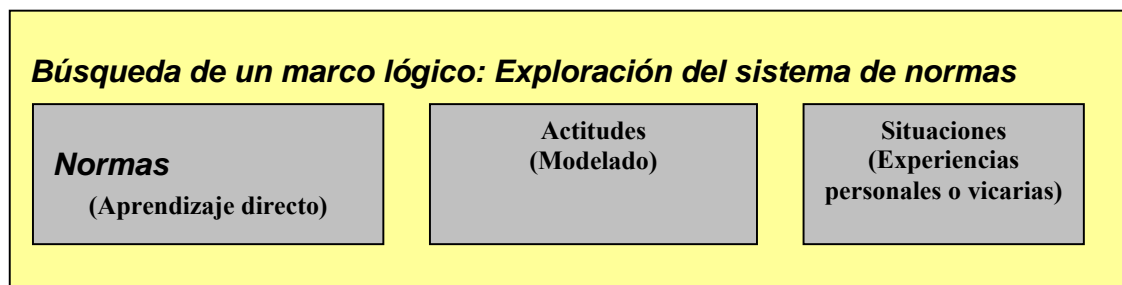 Búsqueda de un marco lógico: Exploración del sistema de normas
Normas
(Aprendizaje directo)
Actitudes
(Modelado)
Situaciones
(Experiencias
personales o vicarias)